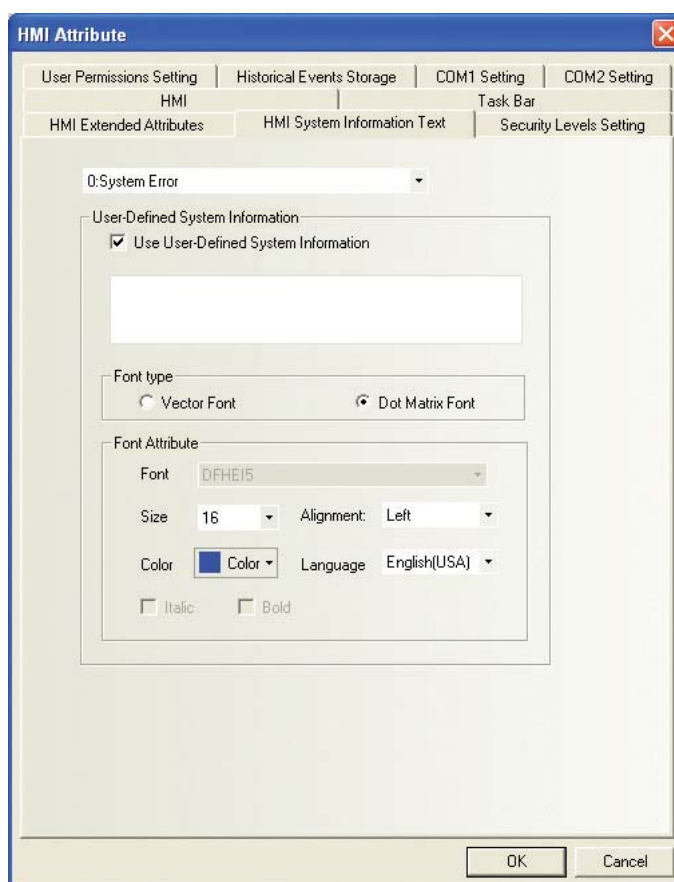 HMI Attribute
User Permissions Setting Historical Events Storage COM1 Setting COM2 Setting
HMI Task Bar
HMI Extended Attributes HMI System Information Text Security Levels Setting
0:System Error
User-Defined System Information
Use User-Defined System Information
Font type
Vector Font Dot Matrix Font
Font Attribute
Font DFHEI5
Size 16 Alignment: Left
Color Color Language English(USA)
Italic Bold
OK Cancel